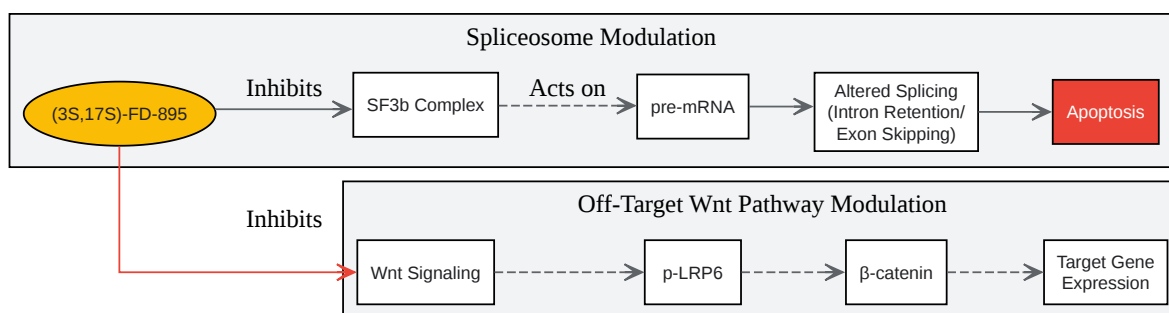 Spliceosome Modulation
(3S,17S)-FD-895
Inhibits
SF3b Complex
Acts on
pre-mRNA
Altered Splicing
(Intron Retention/
Exon Skipping)
Apoptosis
Off-Target Wnt Pathway Modulation
Inhibits
Wnt Signaling
p-LRP6
β-catenin
Target Gene
Expression